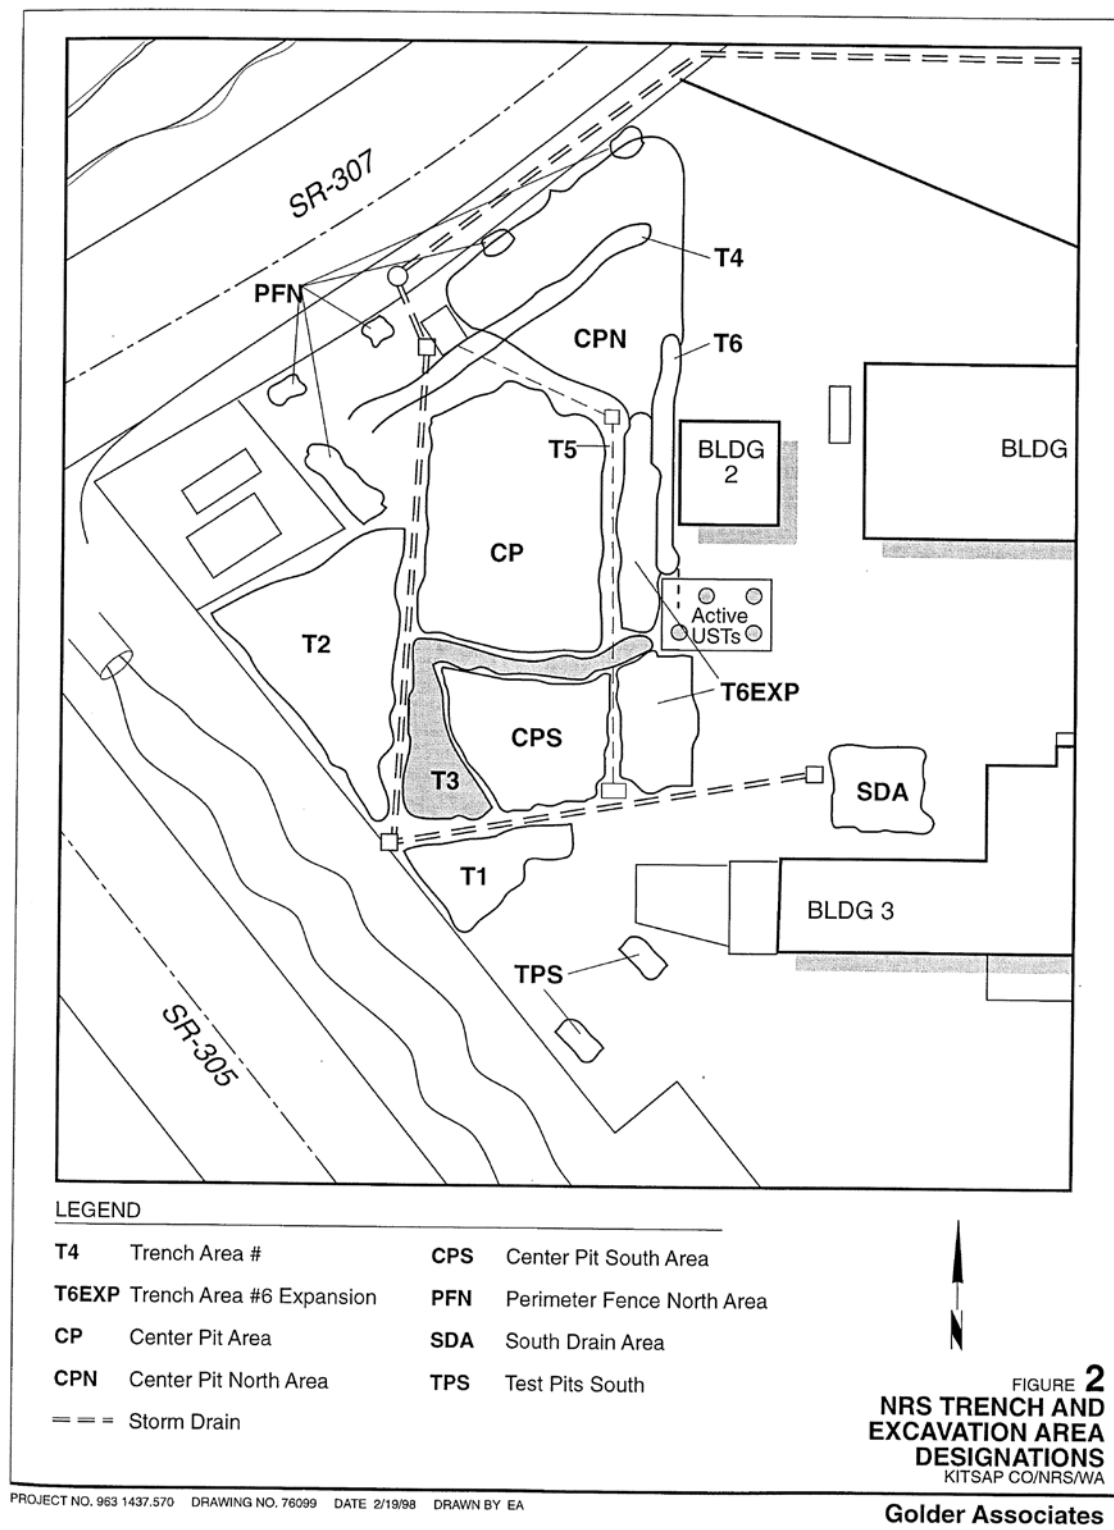 SR-307
PFN
T4
CPN
T6
T5
BLDG
2
BLDG
CP
Active
USTs
T2
T6EXP
CPS
T3
SDA
T1
BLDG 3
TPS
SR-305
LEGEND
T4 Trench Area #
T6EXP Trench Area #6 Expansion
CP Center Pit Area
CPN Center Pit North Area
Storm Drain
CPS Center Pit South Area
PFN Perimeter Fence North Area
SDA South Drain Area
TPS Test Pits South
N
FIGURE 2
NRS TRENCH AND
EXCAVATION AREA
DESIGNATIONS
KITSAP CO/NRS/WA
PROJECT NO. 963 1437.570 DRAWING NO. 76099 DATE 2/19/98 DRAWN BY EA
Golder Associates